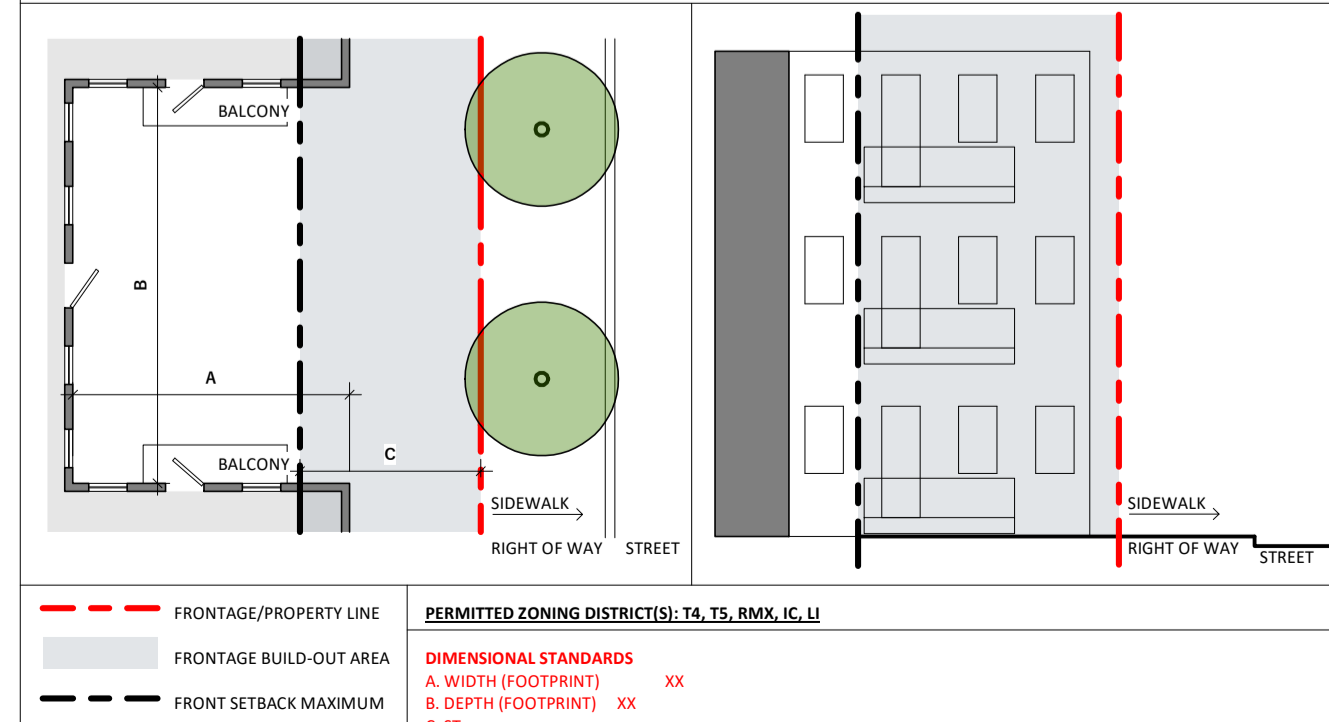 BALCONY
B
A
BALCONY
C
SIDEWALK
RIGHT OF WAY STREET
SIDEWALK
RIGHT OF WAY
STREET
FRONTAGE/PROPERTY LINE
FRONTAGE BUILD-OUT AREA
FRONT SETBACK MAXIMUM
PERMITTED ZONING DISTRICT(S): T4, T5, RMX, IC, LI
DIMENSIONAL STANDARDS
A. WIDTH (FOOTPRINT) XX
B. DEPTH (FOOTPRINT) XX